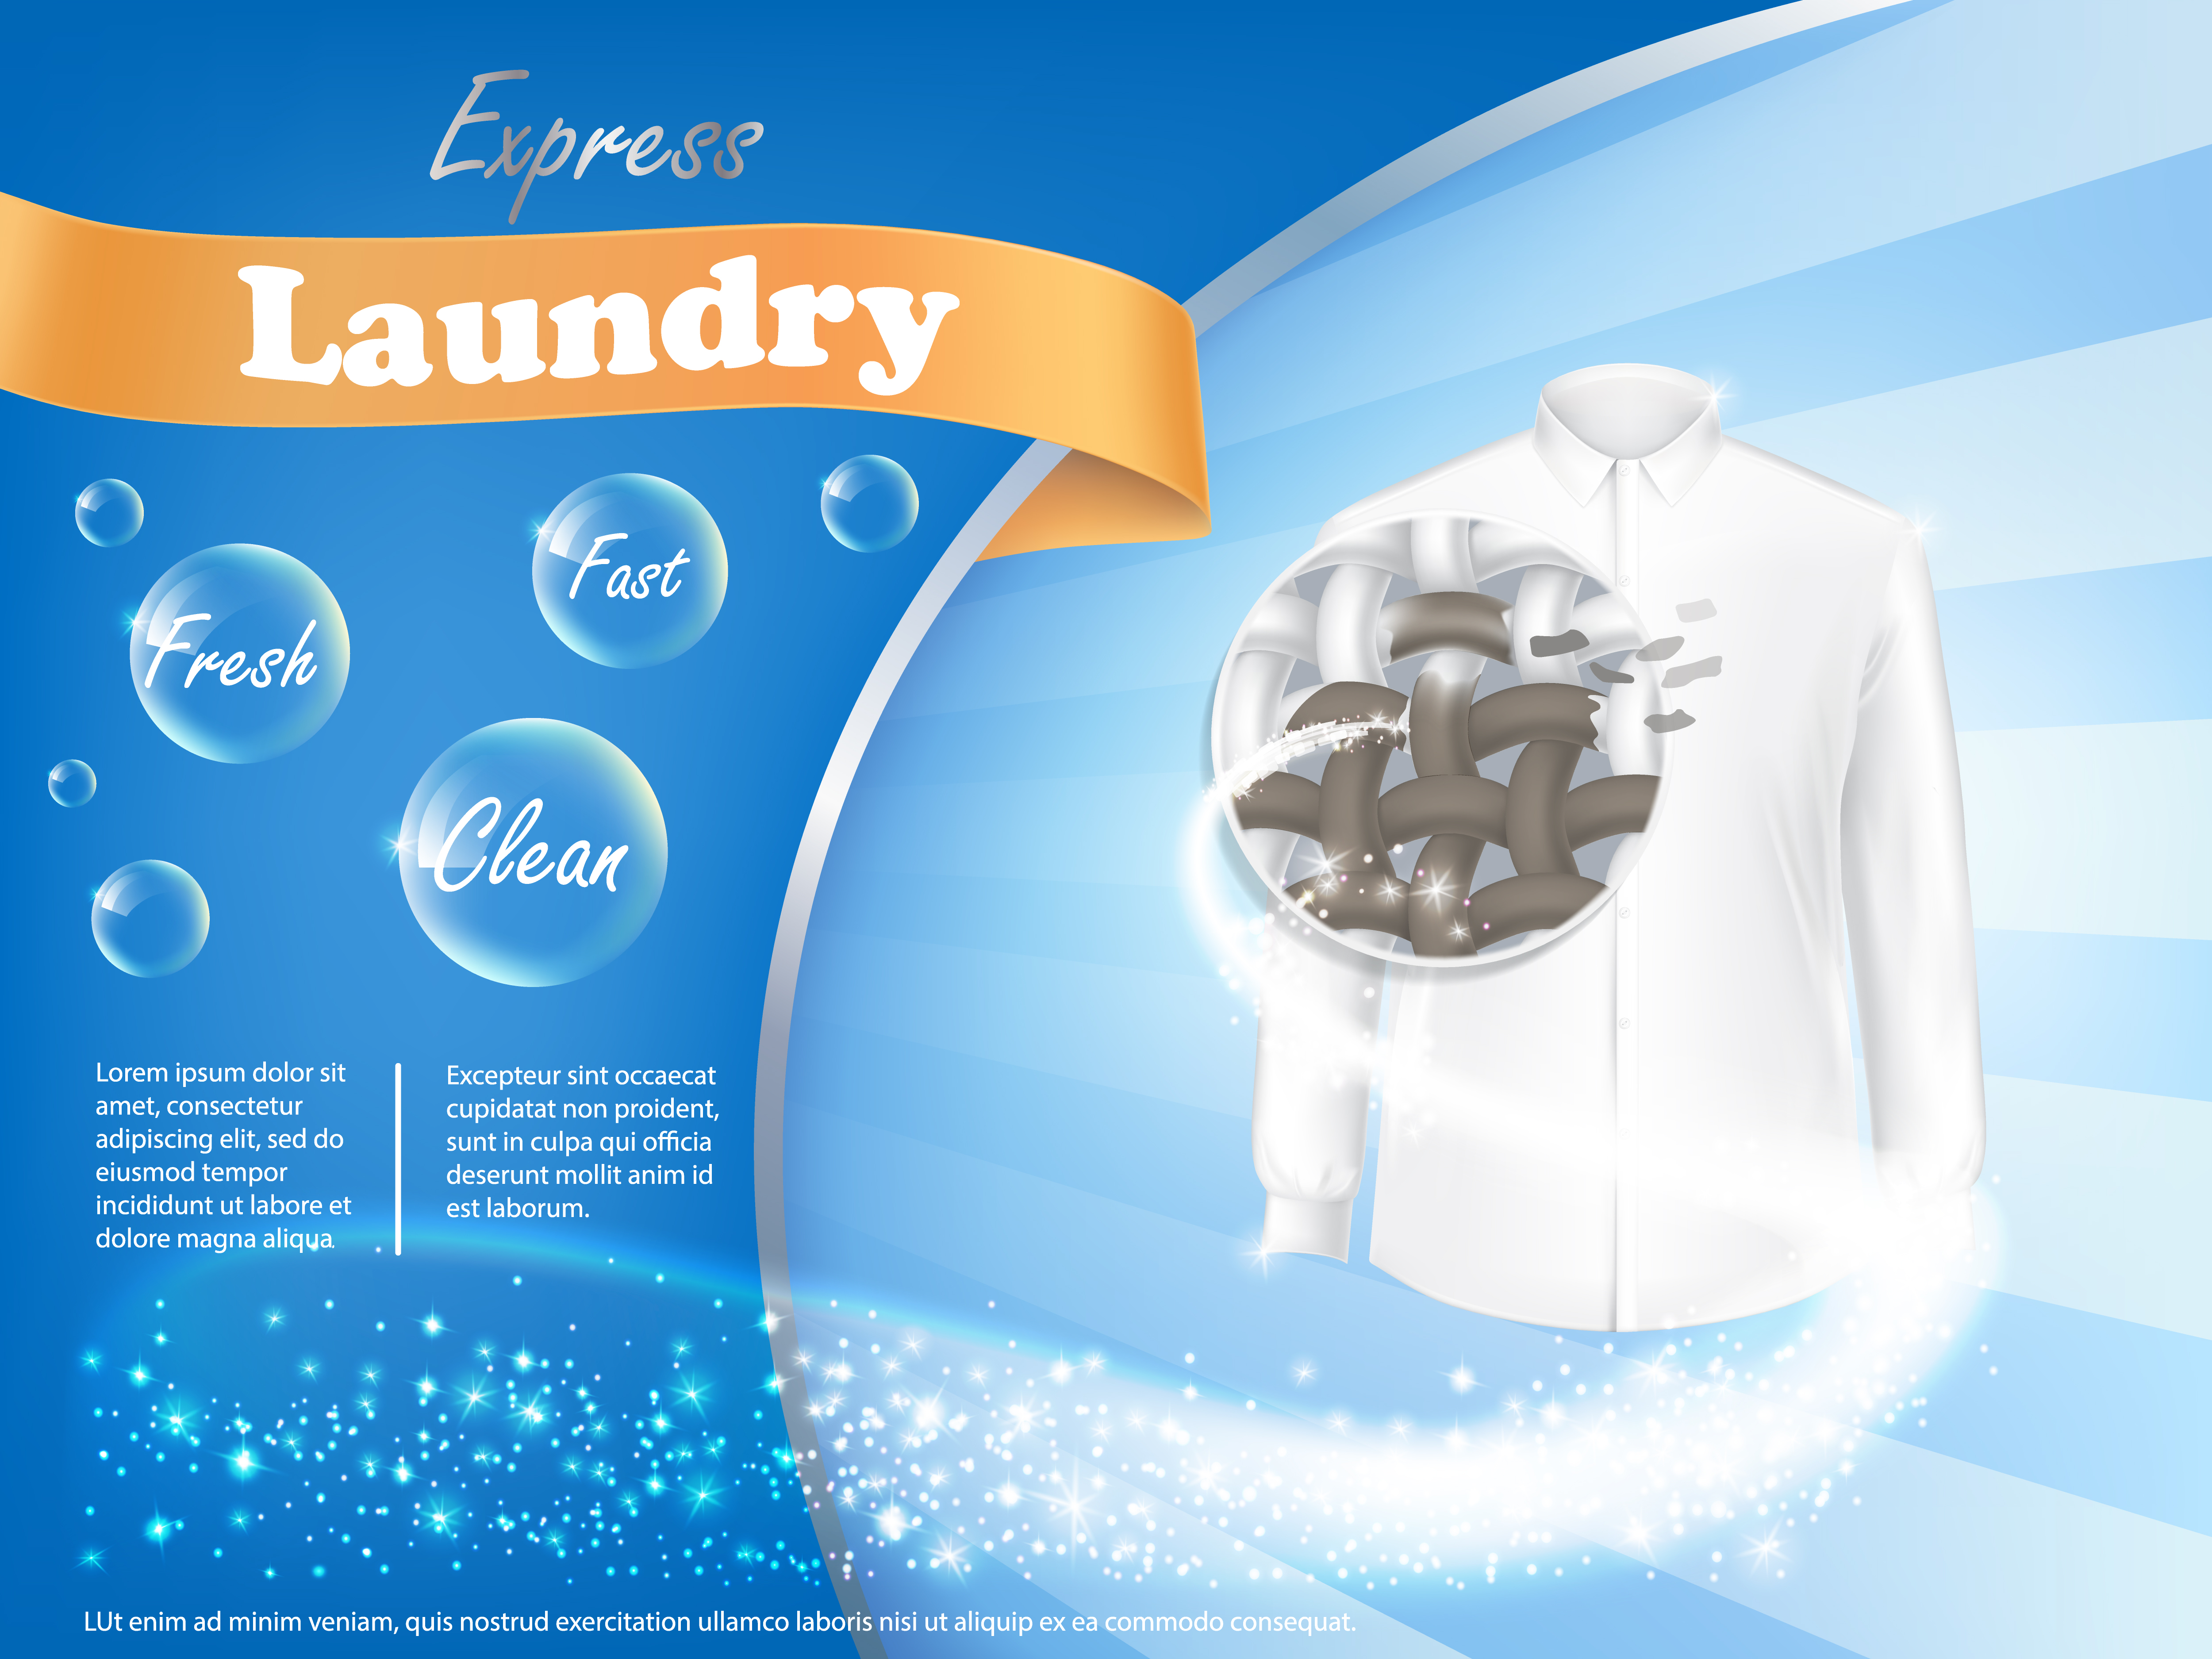 Express
Laundry
Fast
Fresh
Clean
Lorem ipsum dolor sit
amet, consectetur
adipiscing elit, sed do
eiusmod tempor
incididunt ut labore et
dolore magna aliqua.
Excepteur sint occaecat
cupidatat non proident,
sunt in culpa qui officia
deserunt mollit anim id
est laborum.
LUt enim ad minim veniam, quis nostrud exercitation ullamco laboris nisi ut aliquip ex ea commodo consequat.